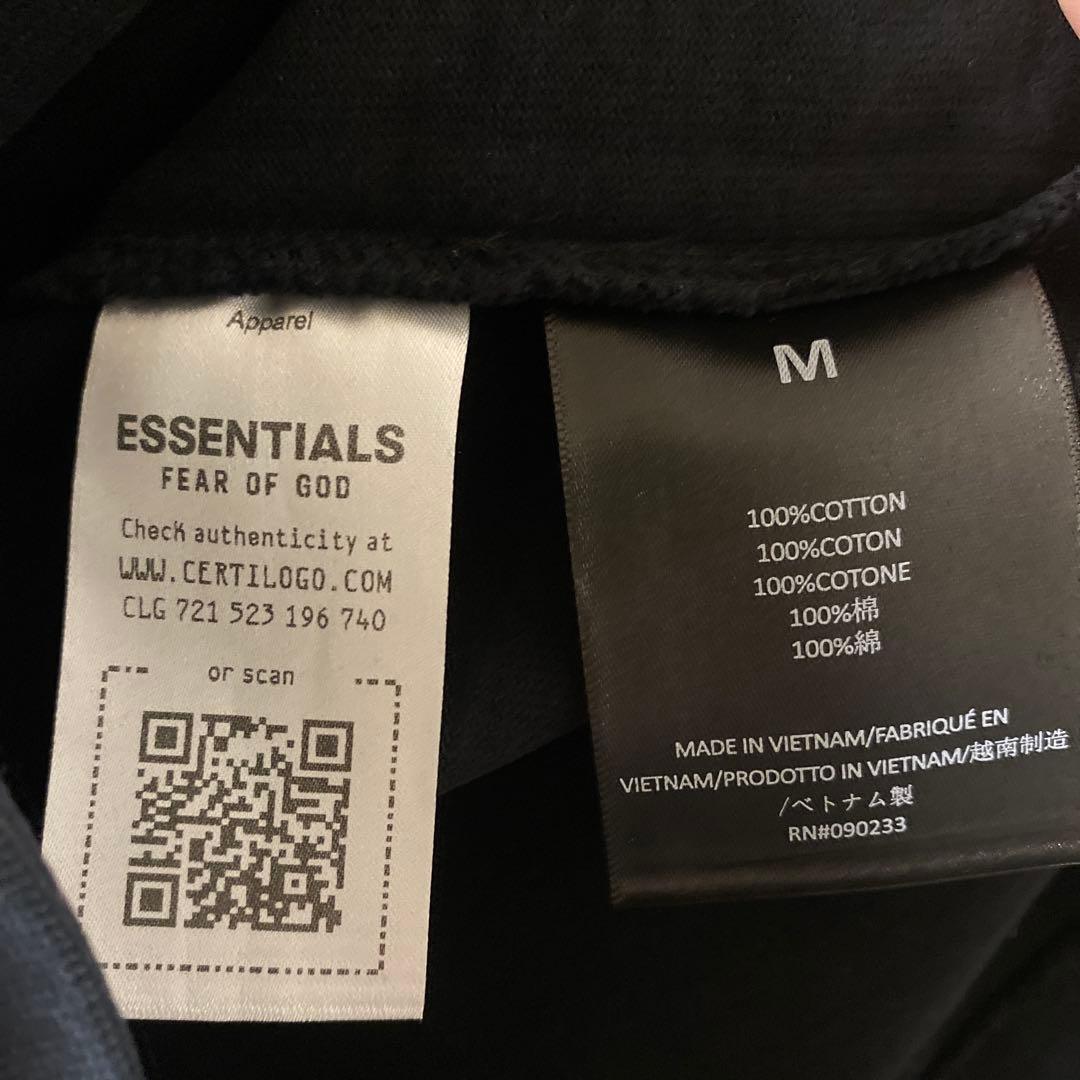 Apparel
ESSENTIALS
FEAR OF GOD
Check authenticity at
WWW.CERTILOGO.COM
CLG 721 523 196 740
or scan
M
100%COTTON
100%COTON
100%COTONE
100%棉
100%綿
MADE IN VIETNAM/FABRIQUÉ EN
VIETNAM/PRODOTTO IN VIETNAM/越南制造
/ベトナム製
RN#090233